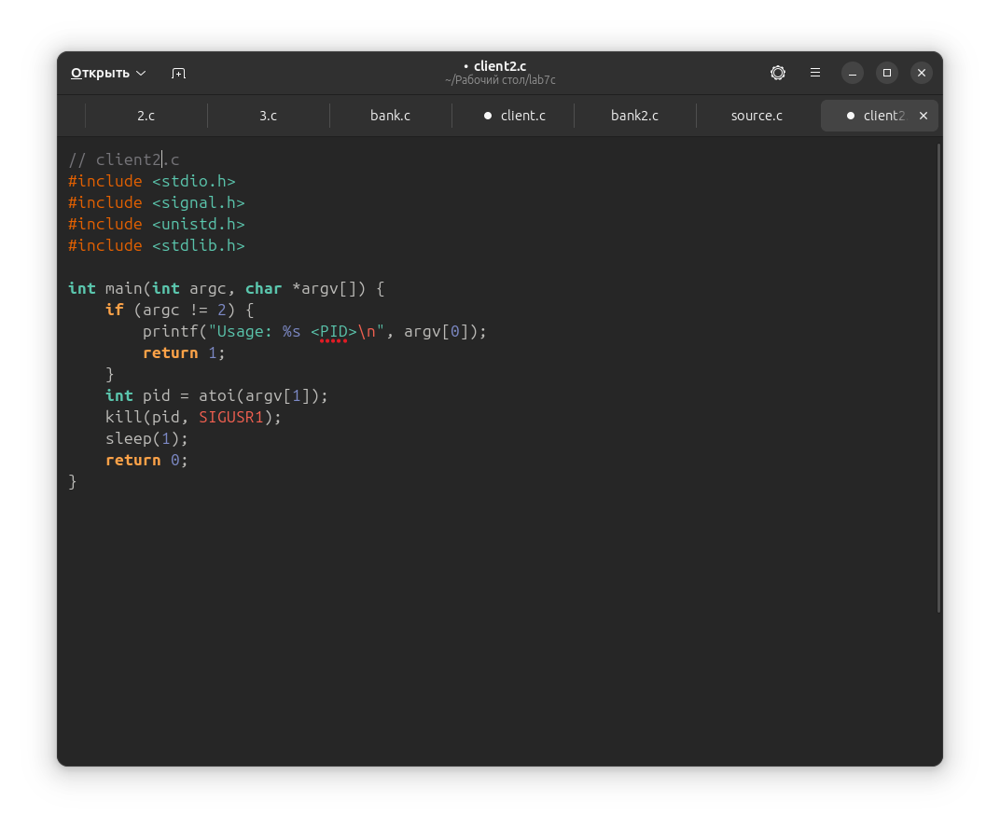 Открыть
• client2.c
~/Рабочий стол/lab7c
2.c
3.c
bank.c
client.c
bank2.c
source.c
client2
// client2.c
#include <stdio.h>
#include <signal.h>
#include <unistd.h>
#include <stdlib.h>
int main(int argc, char *argv[]) {
    if (argc != 2) {
        printf("Usage: %s <PID>\n", argv[0]);
        return 1;
    }
    int pid = atoi(argv[1]);
    kill(pid, SIGUSR1);
    sleep(1);
    return 0;
}